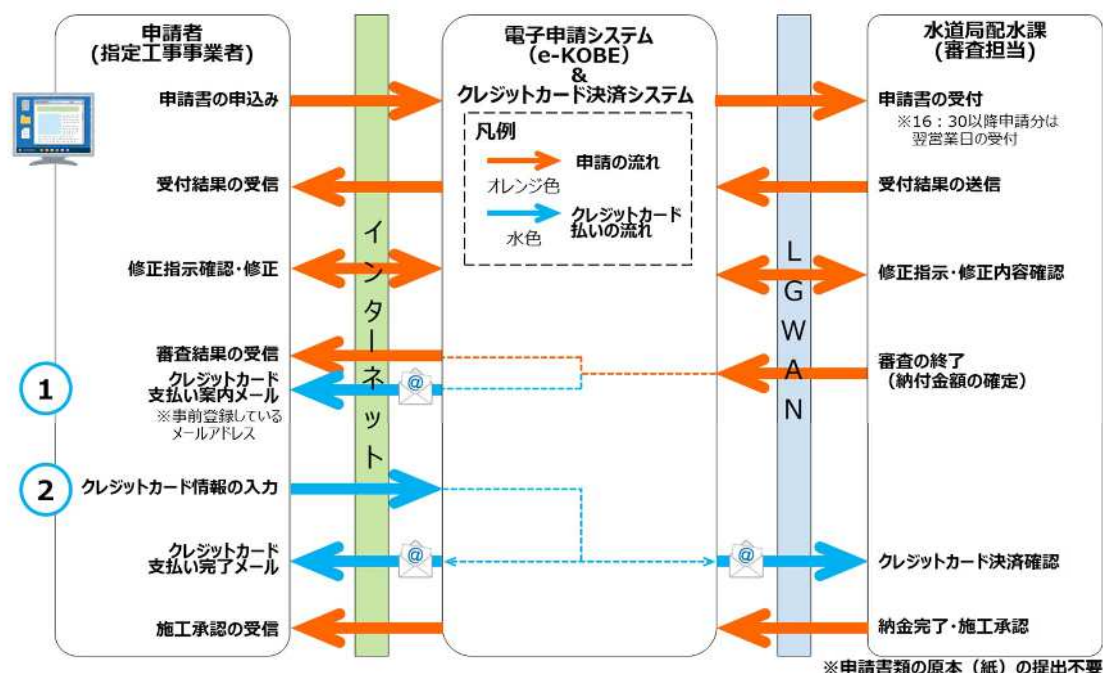 申請者
(指定工事事業者)
電子申請システム
(e-KOBE)
&
クレジットカード決済システム
水道局配水課
(審査担当)
申請書の申込み
申請書の受付
※16：30以降申請分は
翌営業日の受付
凡例
申請の流れ
オレンジ色
クレジットカード
払いの流れ
水色
受付結果の受信
受付結果の送信
インターネット
LGWAN
修正指示確認・修正
修正指示・修正内容確認
審査結果の受信
審査の終了
（納付金額の確定）
1
クレジットカード
支払い案内メール
※事前登録している
メールアドレス
@
2
クレジットカード情報の入力
クレジットカード
支払い完了メール
@
@
クレジットカード決済確認
施工承認の受信
納金完了・施工承認
※申請書類の原本（紙）の提出不要